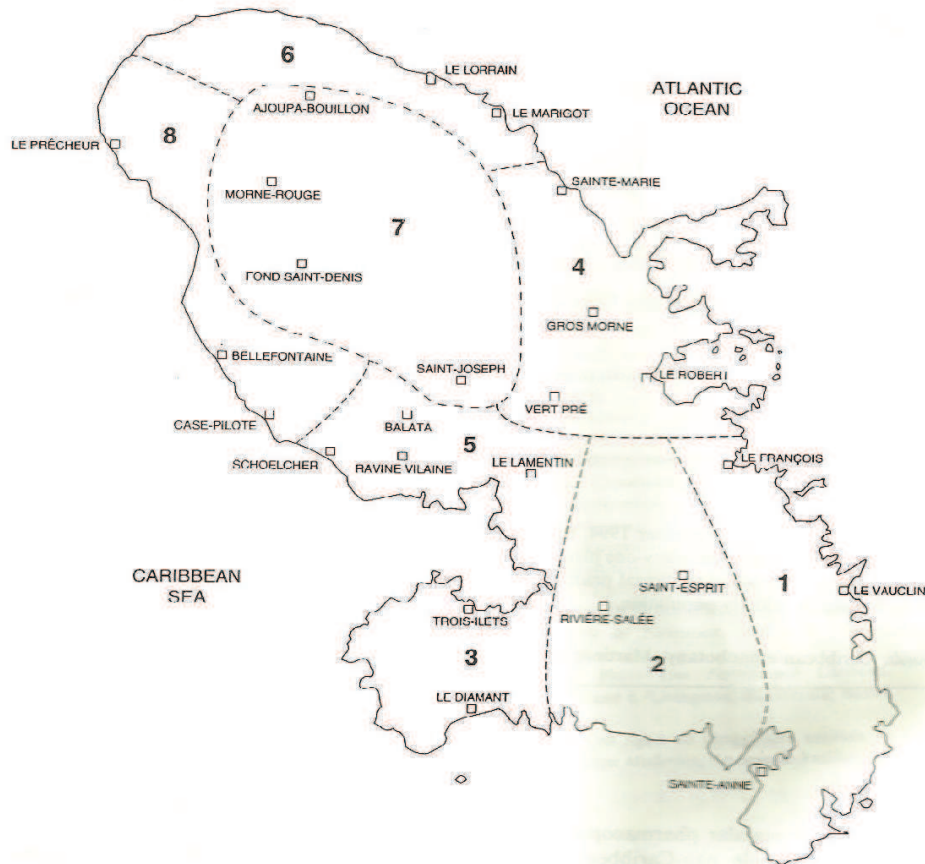 6
LE LORRAIN
ATLANTIC
OCEAN
AJOUPA-BOUILLON
LE MARIGOT
8
LE PRÊCHEUR
SAINTE-MARIE
MORNE-ROUGE
7
4
FOND SAINT-DENIS
GROS MORNE
BELLEFONTAINE
SAINT-JOSEPH
LE ROBERT
VERT PRÉ
CASE-PILOTE
BALATA
5
SCHOELCHER
RAVINE VILAINE
LE LAMENTIN
LE FRANÇOIS
CARIBBEAN
SEA
SAINT-ESPRIT
1
LE VAUCLIN
TROIS-ILETS
RIVIÈRE-SALÉE
3
2
LE DIAMANT
SAINTE-ANNE